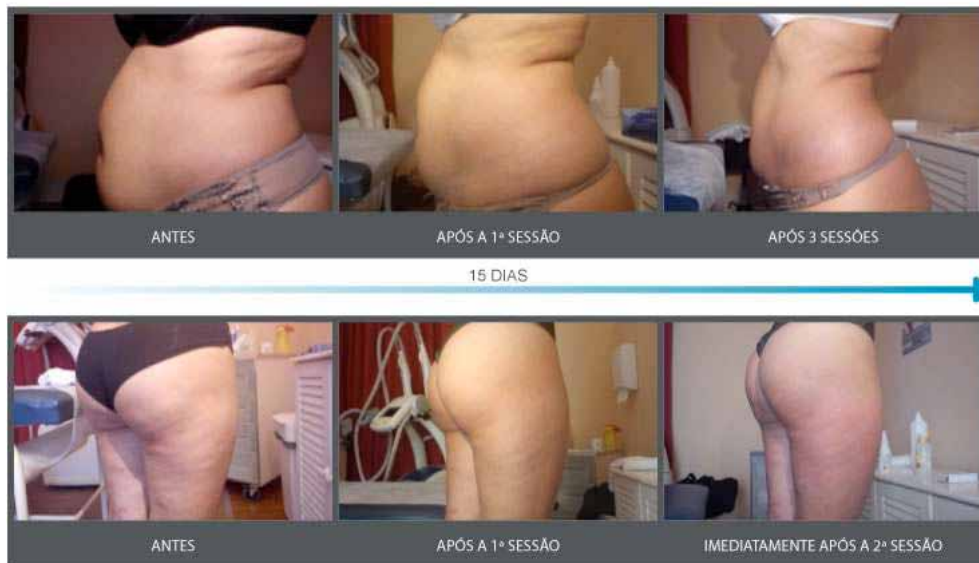 ANTES
APÓS A 1ª SESSÃO
APÓS 3 SESSÕES
15 DIAS
ANTES
APÓS A 1ª SESSÃO
IMEDIATAMENTE APÓS A 2ª SESSÃO